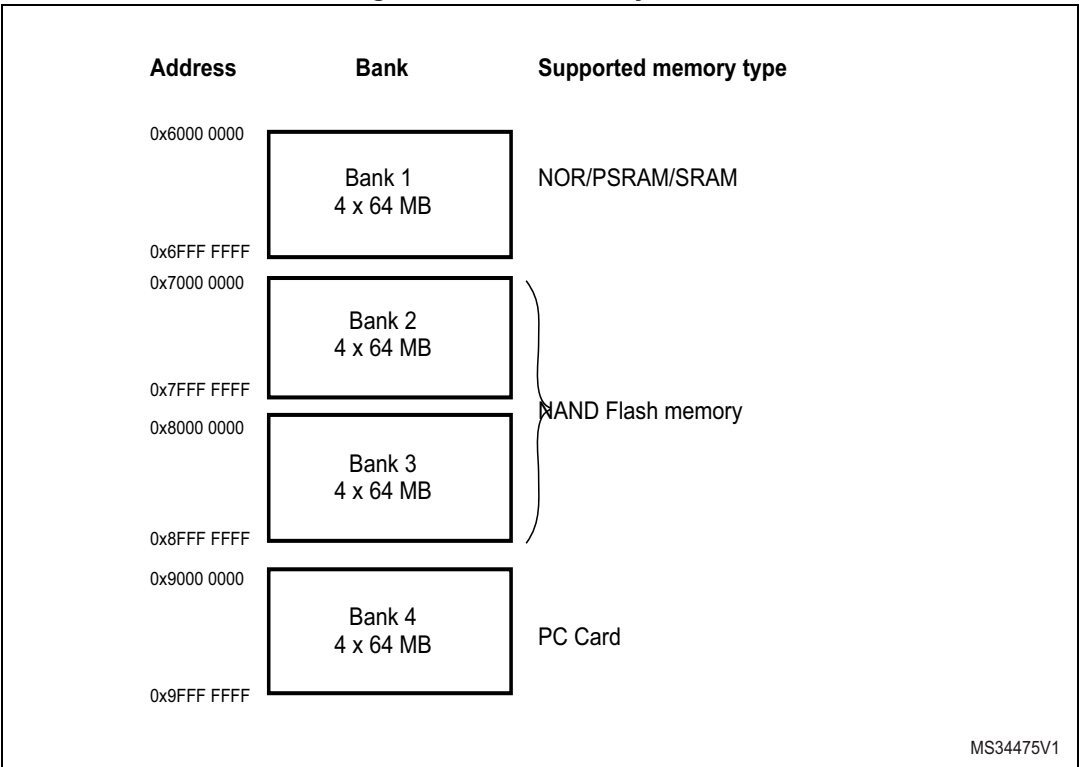 Address Bank Supported memory type
0x6000 0000
Bank 1 NOR/PSRAM/SRAM
4 x 64 MB
0x6FFF FFFF
0x7000 0000
Bank 2
4 x 64 MB
0x7FFF FFFF
NAND Flash memory
0x8000 0000
Bank 3
4 x 64 MB
0x8FFF FFFF
0x9000 0000
Bank 4
4 x 64 MB PC Card
0x9FFF FFFF
MS34475V1